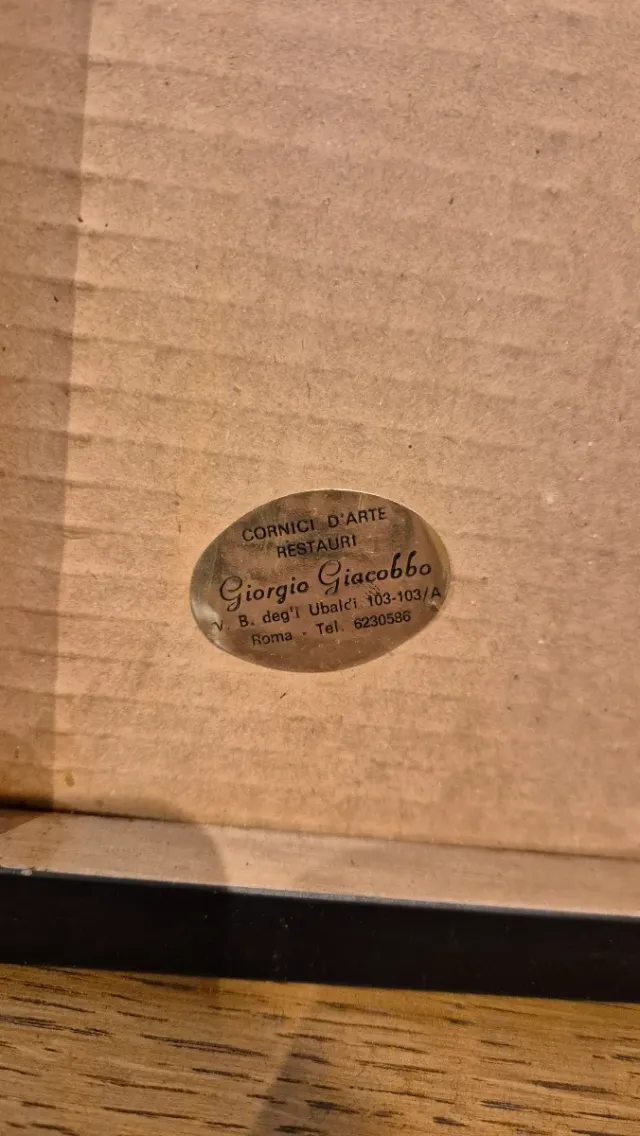 CORNICI D'ARTE
RESTAURI
Giorgio Giacobbo
V. B. degl'i Ubaldi 103-103/A
Roma - Tel. 6230586